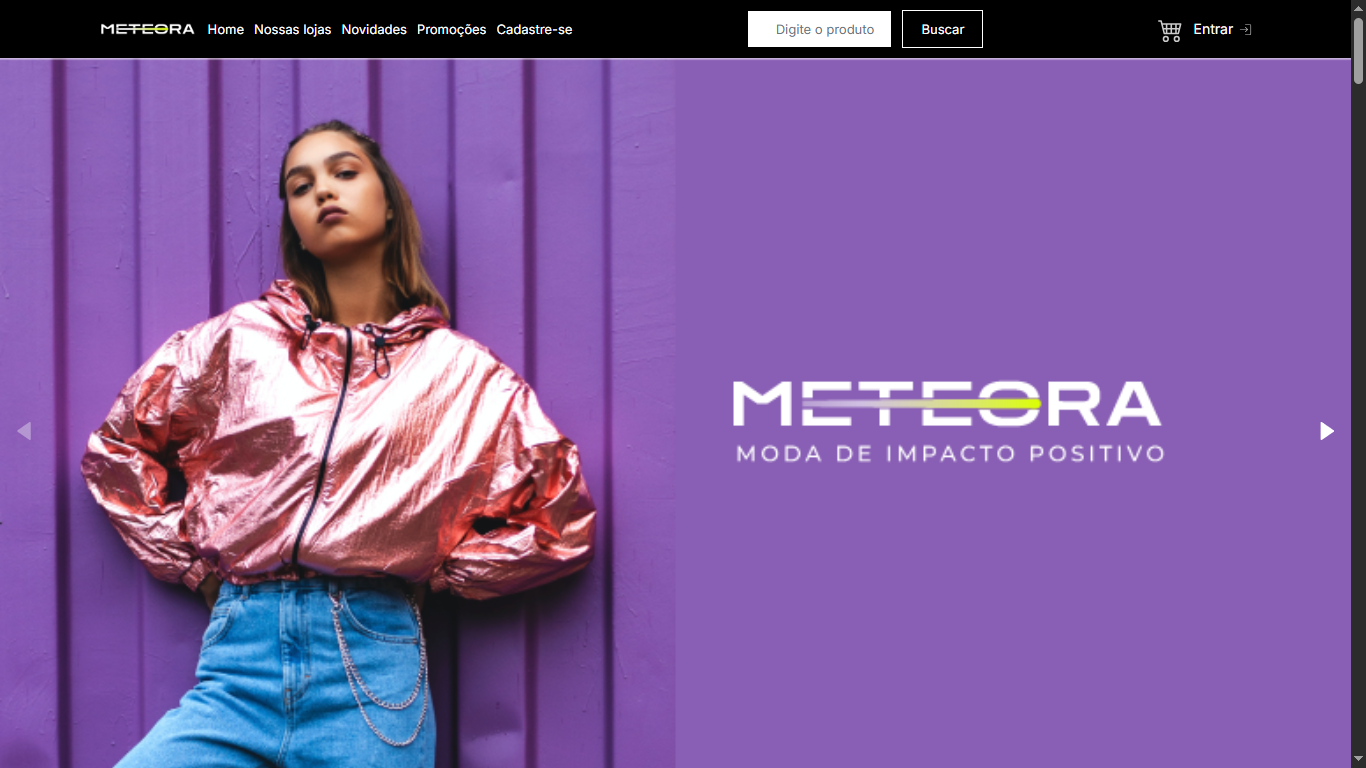 METEORA Home Nossas lojas Novidades Promoções Cadastre-se Digite o produto Buscar Entrar
METEORA
MODA DE IMPACTO POSITIVO